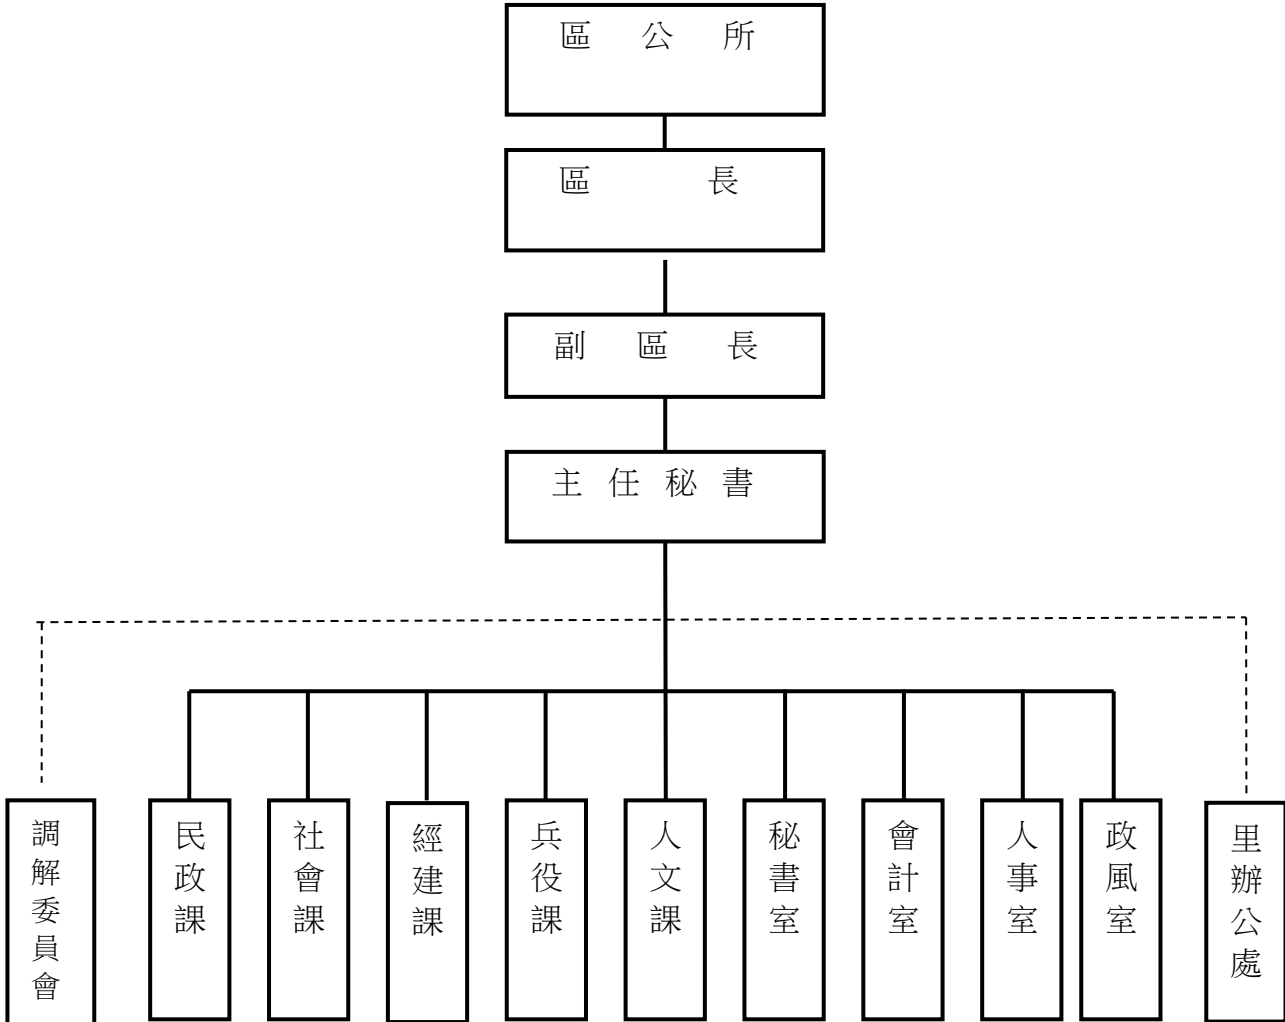 區公所
區長
副區長
主任秘書
調解委員會
民政課
社會課
經建課
兵役課
人文課
秘書室
會計室
人事室
政風室
里辦公處